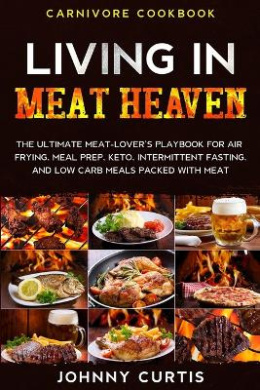 CARNIVORE COOKBOOK
LIVING IN
MEAT HEAVEN
THE ULTIMATE MEAT-LOVER'S PLAYBOOK FOR AIR
FRYING. MEAL PREP. KETO. INTERMITTENT FASTING.
AND LOW CARB MEALS PACKED WITH MEAT
JOHNNY CURTIS